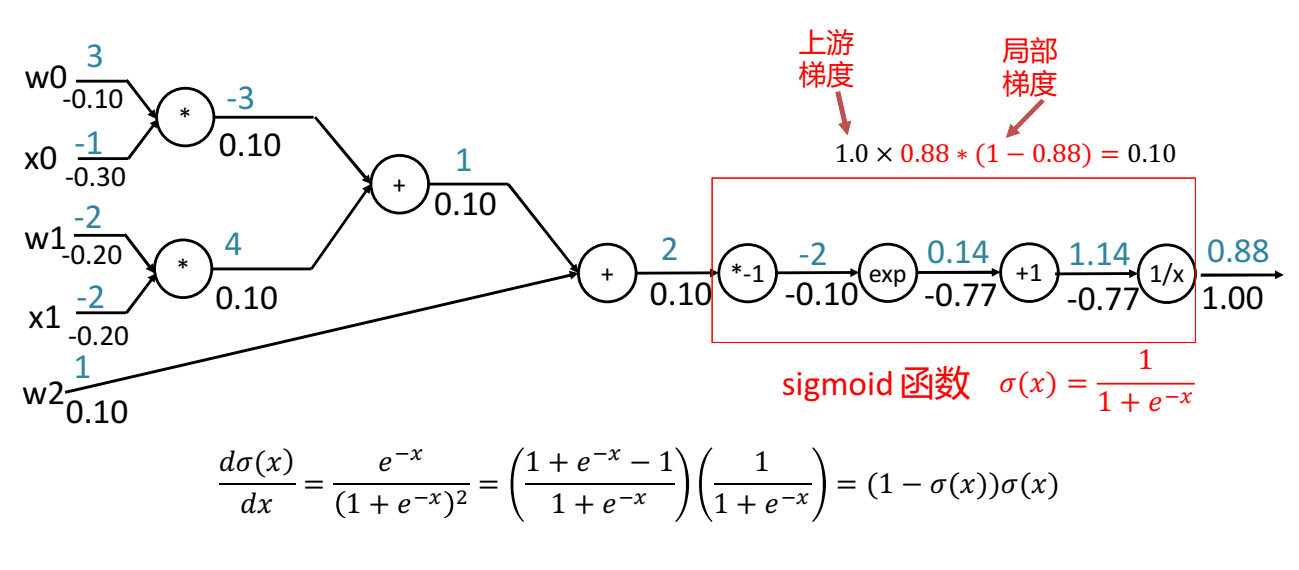 上游
梯度
局部
梯度
1.0 × 0.88 ∗ (1 − 0.88) = 0.10
w0 3
-0.10
x0 -1
-0.30
*
-3
0.10
w1 -2
-0.20
x1 -2
-0.20
*
4
0.10
+
1
0.10
w2 1
0.10
+
2
0.10
*-1
-2
-0.10
exp
0.14
-0.77
+1
1.14
-0.77
1/x
0.88
1.00
sigmoid 函数 σ(x) = 1 / (1 + e^{−x})
dσ(x)/dx = e^{−x} / (1 + e^{−x})^2 = ((1 + e^{−x} − 1) / (1 + e^{−x})) (1 / (1 + e^{−x})) = (1 − σ(x))σ(x)